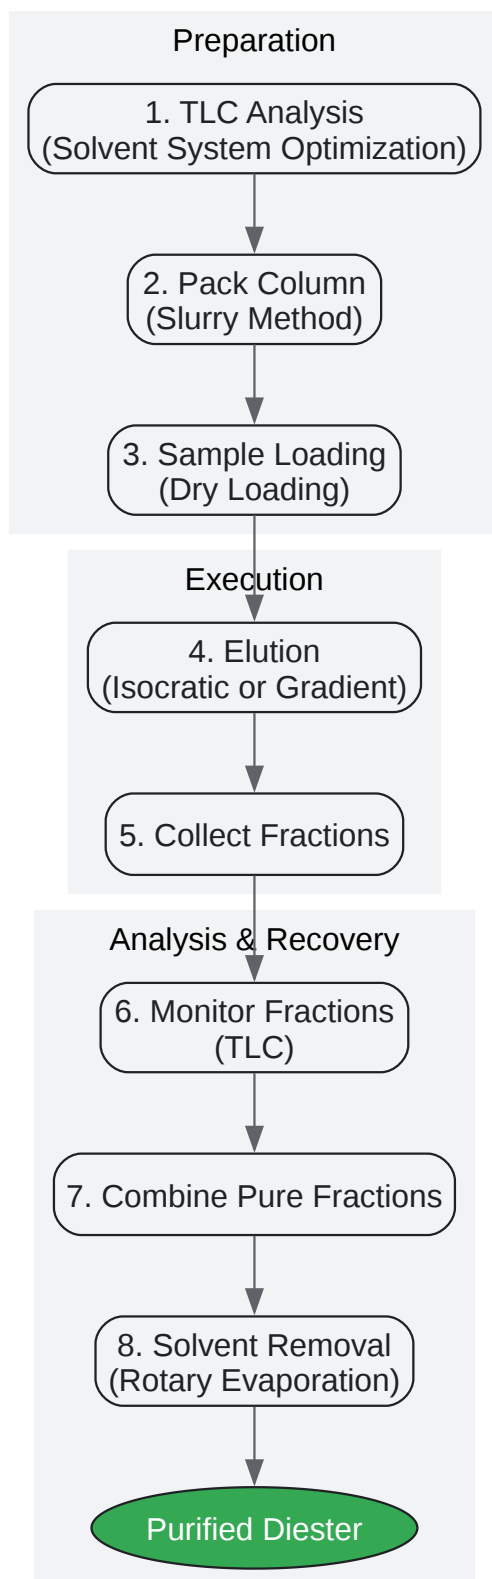 Preparation
1. TLC Analysis
(Solvent System Optimization)
2. Pack Column
(Slurry Method)
3. Sample Loading
(Dry Loading)
Execution
4. Elution
(Isocratic or Gradient)
5. Collect Fractions
Analysis & Recovery
6. Monitor Fractions
(TLC)
7. Combine Pure Fractions
8. Solvent Removal
(Rotary Evaporation)
Purified Diester